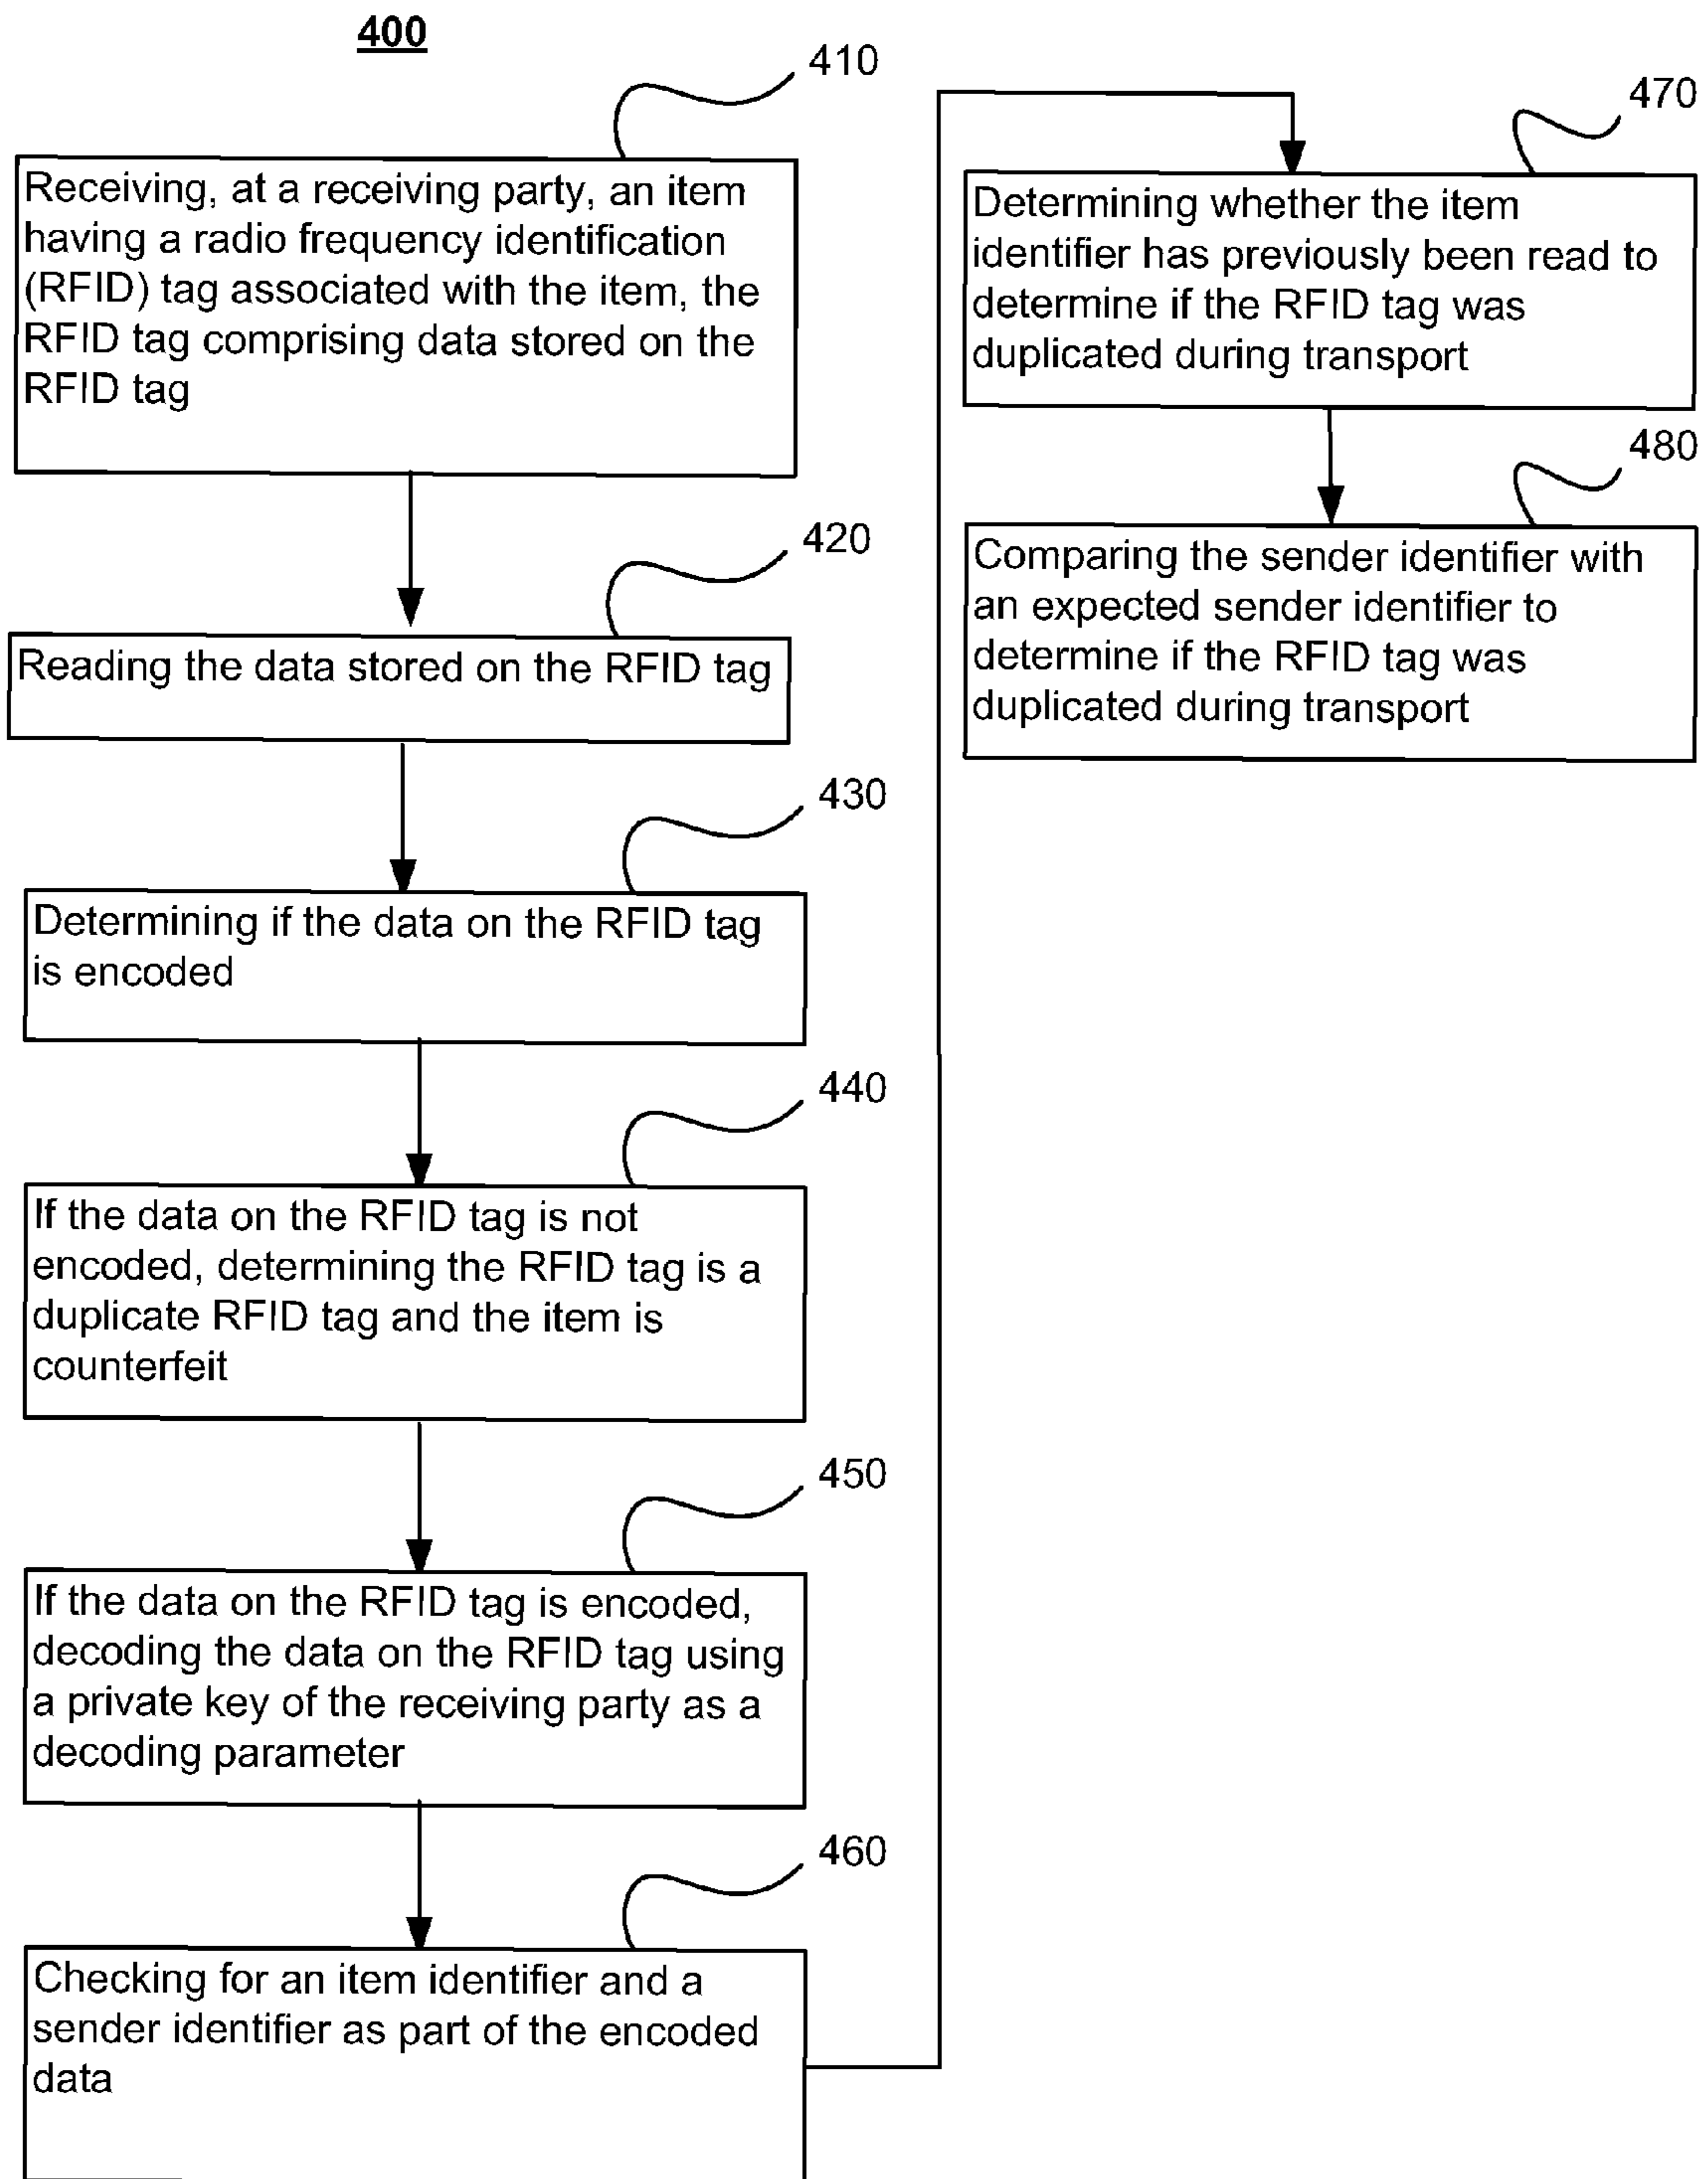 400
410
Receiving, at a receiving party, an item
having a radio frequency identification
(RFID) tag associated with the item, the
RFID tag comprising data stored on the
RFID tag
420
Reading the data stored on the RFID tag
430
Determining if the data on the RFID tag
is encoded
440
If the data on the RFID tag is not
encoded, determining the RFID tag is a
duplicate RFID tag and the item is
counterfeit
450
If the data on the RFID tag is encoded,
decoding the data on the RFID tag using
a private key of the receiving party as a
decoding parameter
460
Checking for an item identifier and a
sender identifier as part of the encoded
data
470
Determining whether the item
identifier has previously been read to
determine if the RFID tag was
duplicated during transport
480
Comparing the sender identifier with
an expected sender identifier to
determine if the RFID tag was
duplicated during transport